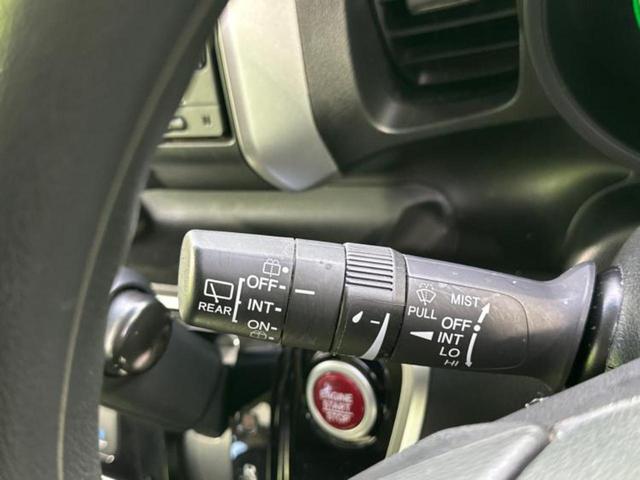 REAR
OFF
INT
ON
PULL
MIST
OFF
INT
LO
HI
ENGINE
START
STOP